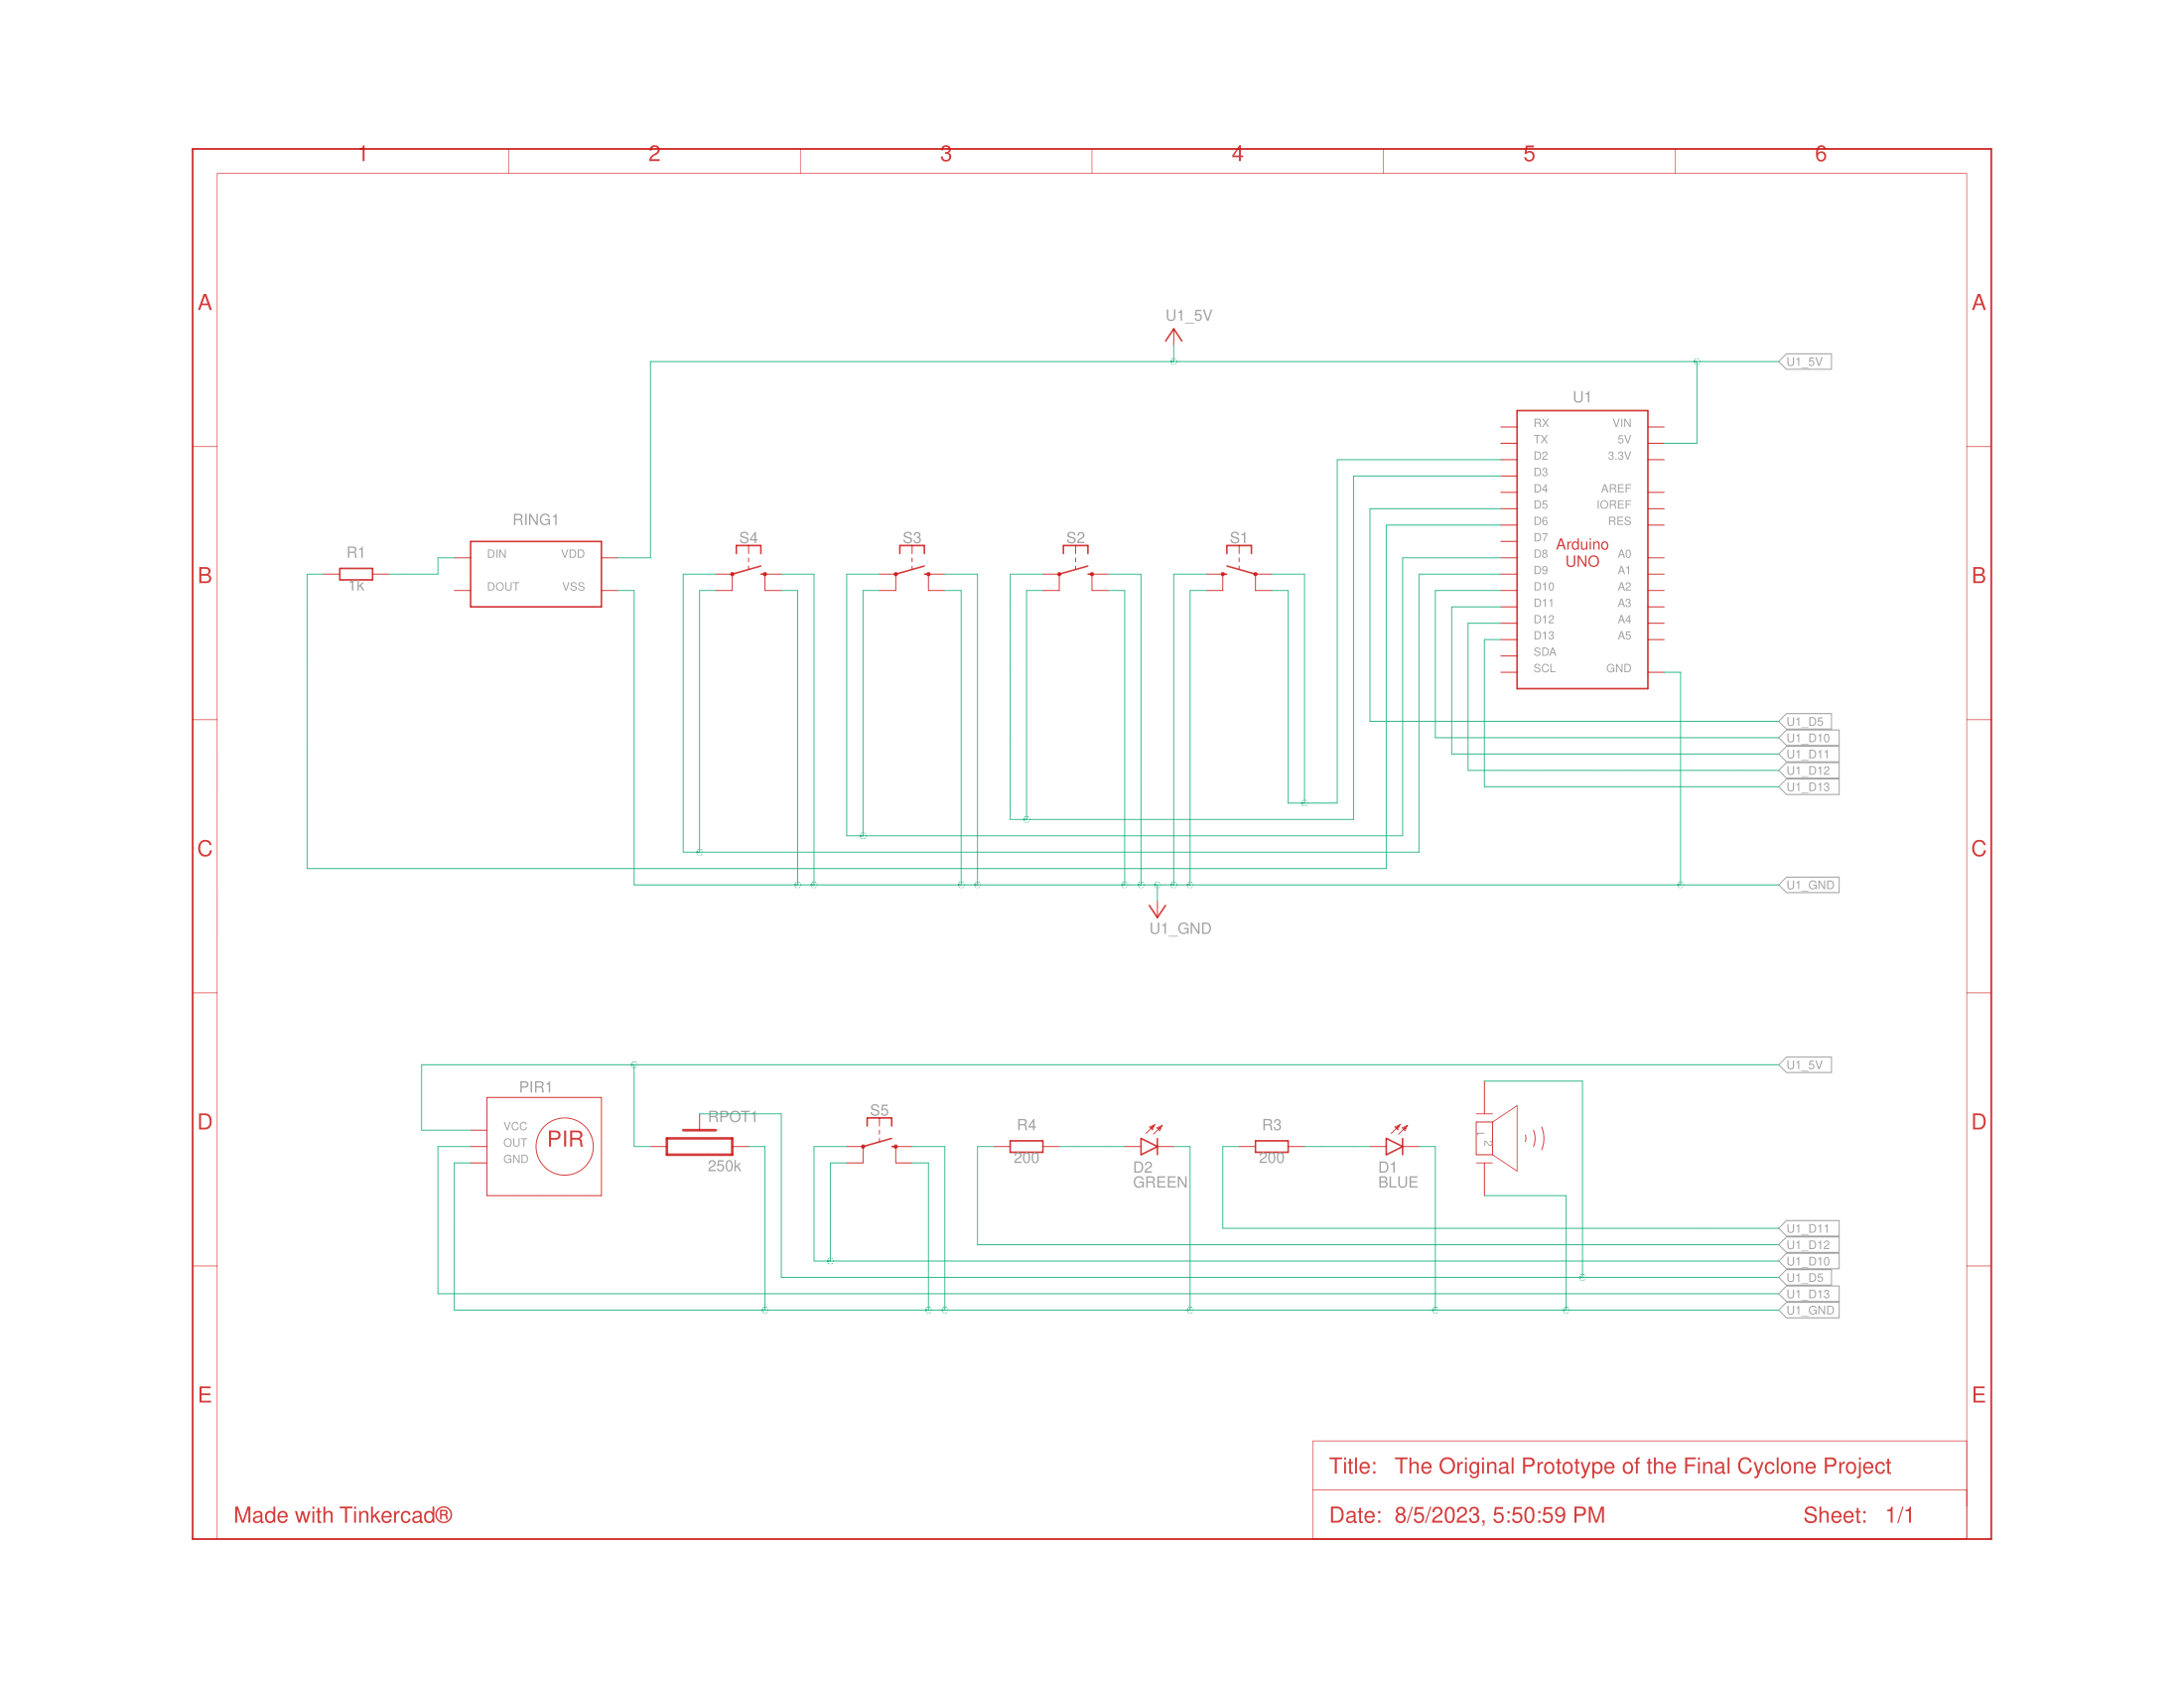 1 2 3 4 5 6
A A
U1_5V
U1_5V
U1
RX VIN
TX 5V
D2 3.3V
D3
D4 AREF
D5 IOREF
D6 RES
D7
Arduino
UNO
D8 A0
D9 A1
D10 A2
D11 A3
D12 A4
D13 A5
SDA
SCL GND
RING1
DIN VDD
DOUT VSS
R1
1k
S4 S3 S2 S1
B B
U1_D5
U1_D10
U1_D11
U1_D12
U1_D13
C C
U1_GND
U1_GND
U1_5V
PIR1
VCC
OUT
GND
PIR
RPOT1
250k
S5
R4
200
D2
GREEN
R3
200
D1
BLUE
1
2
D D
U1_D11
U1_D12
U1_D10
U1_D5
U1_D13
U1_GND
E E
Title: The Original Prototype of the Final Cyclone Project
Made with Tinkercad®
Date: 8/5/2023, 5:50:59 PM Sheet: 1/1